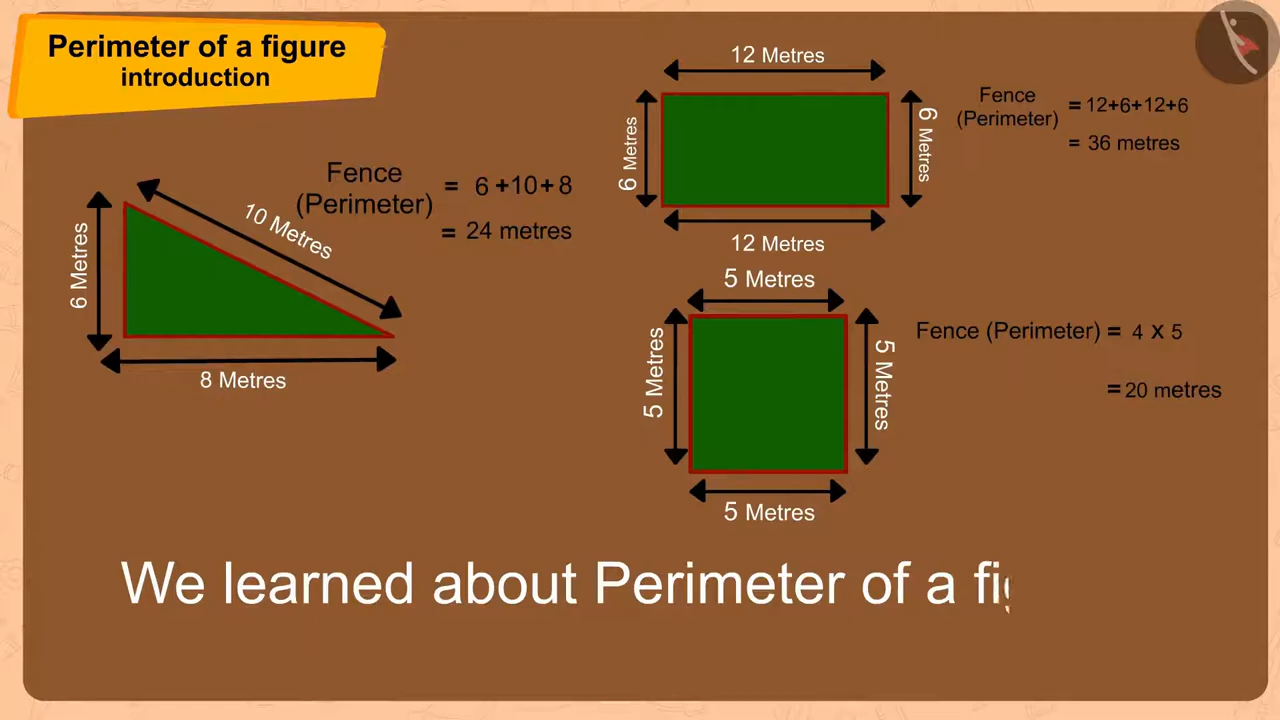 Perimeter of a figure
introduction
6 Metres
10 Metres
8 Metres
Fence
(Perimeter)
= 6 +10+ 8
= 24 metres
12 Metres
6 Metres
6 Metres
12 Metres
Fence
(Perimeter)
= 12+6+12+6
= 36 metres
5 Metres
5 Metres
5 Metres
5 Metres
Fence (Perimeter) = 4 x 5
= 20 metres
We learned about Perimeter of a